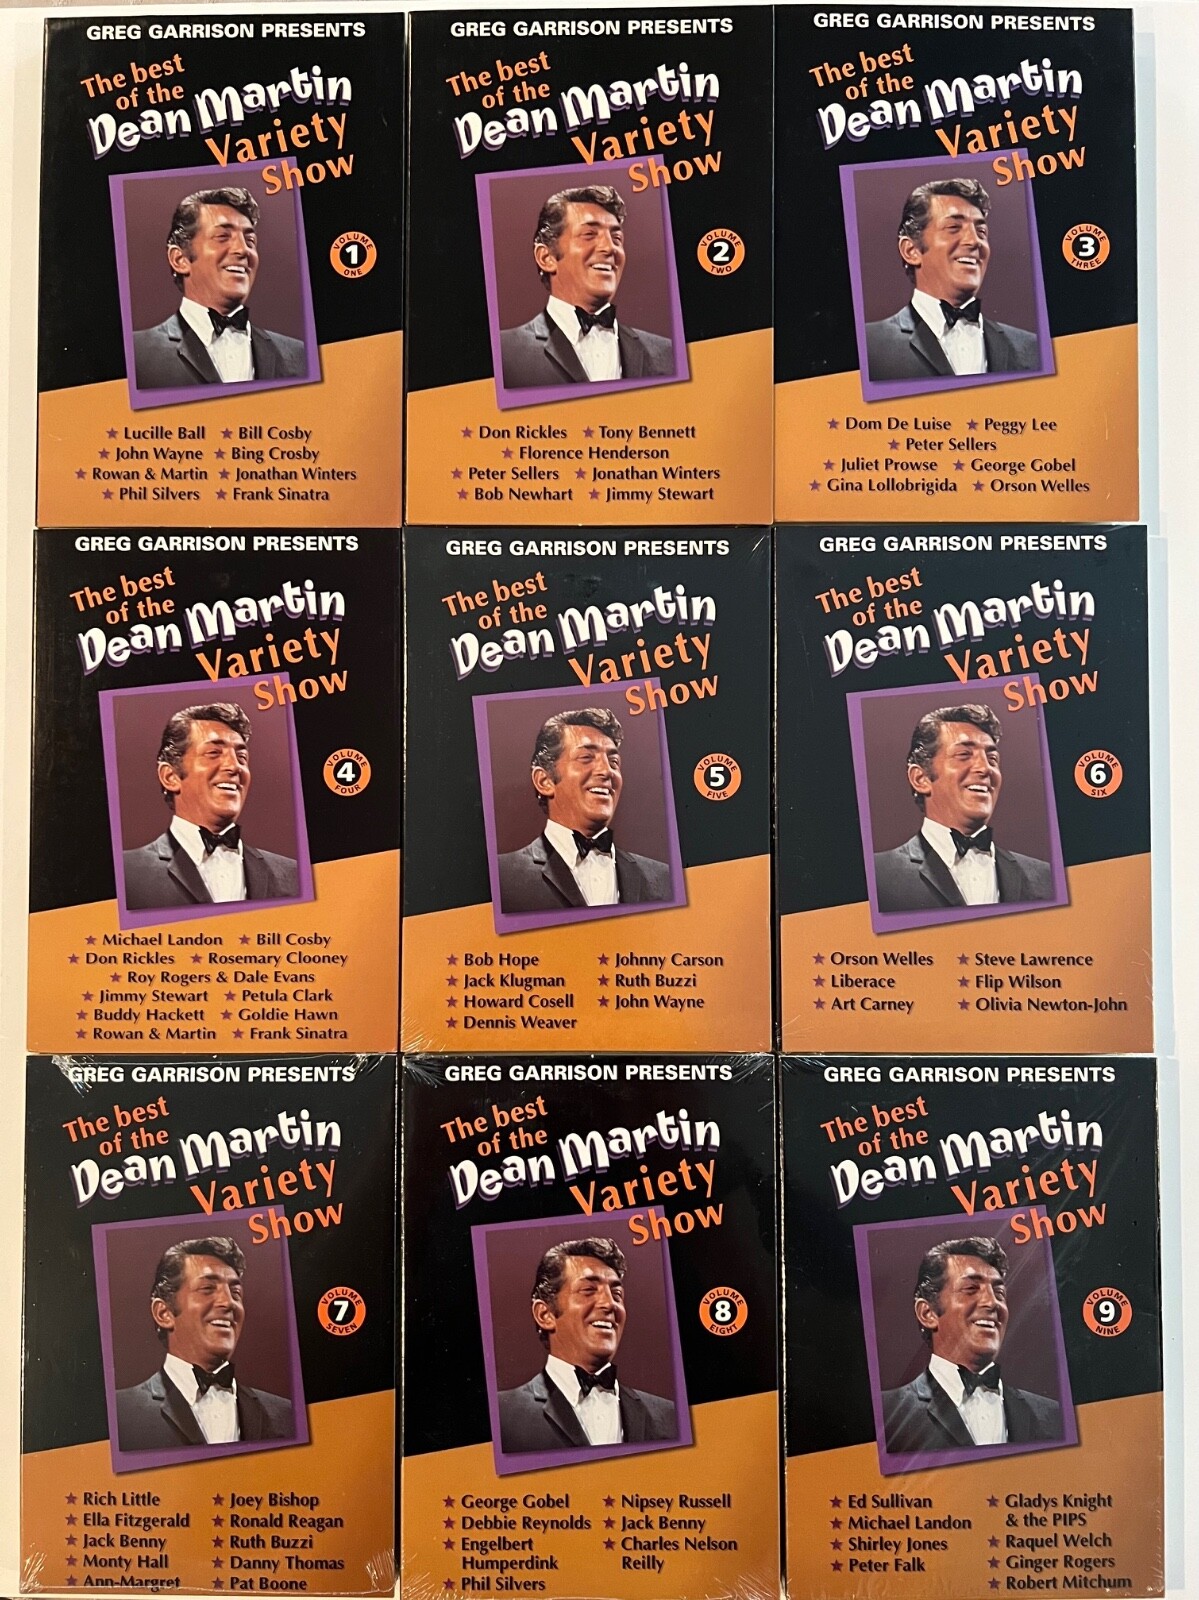 GREG GARRISON PRESENTS
The best
of the
Dean Martin
Variety
Show
VOLUME
1
ONE
★ Lucille Ball ★ Bill Cosby
★ John Wayne ★ Bing Crosby
★ Rowan & Martin ★ Jonathan Winters
★ Phil Silvers ★ Frank Sinatra
GREG GARRISON PRESENTS
The best
of the
Dean Martin
Variety
Show
VOLUME
2
TWO
★ Don Rickles ★ Tony Bennett
★ Florence Henderson
★ Peter Sellers ★ Jonathan Winters
★ Bob Newhart ★ Jimmy Stewart
GREG GARRISON PRESENTS
The best
of the
Dean Martin
Variety
Show
VOLUME
3
THREE
★ Dom De Luise ★ Peggy Lee
★ Peter Sellers
★ Juliet Prowse ★ George Gobel
★ Gina Lollobrigida ★ Orson Welles
GREG GARRISON PRESENTS
The best
of the
Dean Martin
Variety
Show
VOLUME
4
FOUR
★ Michael Landon ★ Bill Cosby
★ Don Rickles ★ Rosemary Clooney
★ Roy Rogers & Dale Evans
★ Jimmy Stewart ★ Petula Clark
★ Buddy Hackett ★ Goldie Hawn
★ Rowan & Martin ★ Frank Sinatra
GREG GARRISON PRESENTS
The best
of the
Dean Martin
Variety
Show
VOLUME
5
FIVE
★ Bob Hope ★ Johnny Carson
★ Jack Klugman ★ Ruth Buzzi
★ Howard Cosell ★ John Wayne
★ Dennis Weaver
GREG GARRISON PRESENTS
The best
of the
Dean Martin
Variety
Show
VOLUME
6
SIX
★ Orson Welles ★ Steve Lawrence
★ Liberace ★ Flip Wilson
★ Art Carney ★ Olivia Newton-John
GREG GARRISON PRESENTS
The best
of the
Dean Martin
Variety
Show
VOLUME
7
SEVEN
★ Rich Little ★ Joey Bishop
★ Ella Fitzgerald ★ Ronald Reagan
★ Jack Benny ★ Ruth Buzzi
★ Monty Hall ★ Danny Thomas
★ Ann-Margret ★ Pat Boone
GREG GARRISON PRESENTS
The best
of the
Dean Martin
Variety
Show
VOLUME
8
EIGHT
★ George Gobel ★ Nipsey Russell
★ Debbie Reynolds ★ Jack Benny
★ Engelbert ★ Charles Nelson
Humperdink Reilly
★ Phil Silvers
GREG GARRISON PRESENTS
The best
of the
Dean Martin
Variety
Show
VOLUME
9
NINE
★ Ed Sullivan ★ Gladys Knight
★ Michael Landon & the PIPS
★ Shirley Jones ★ Raquel Welch
★ Peter Falk ★ Ginger Rogers
★ Robert Mitchum